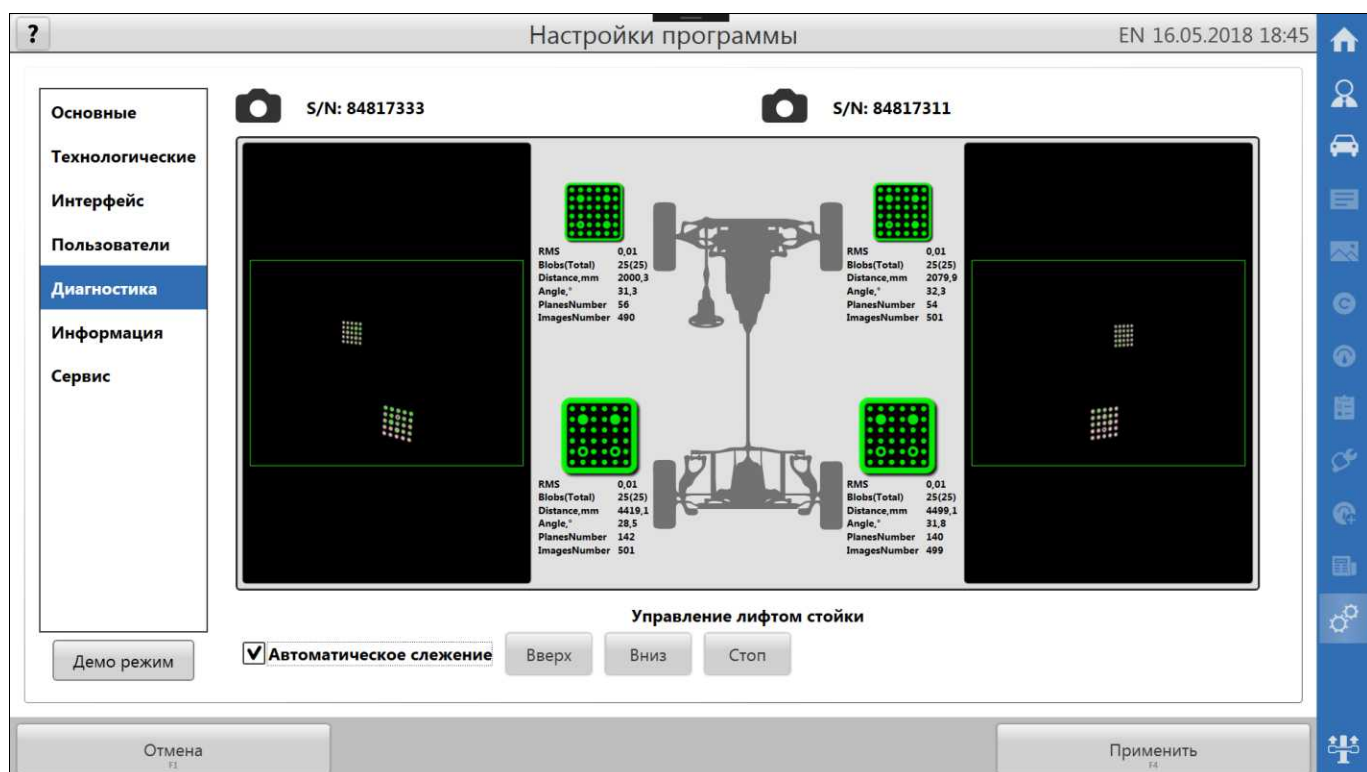 ?
Настройки программы
EN 16.05.2018 18:45
Основные
Технологические
Интерфейс
Пользователи
Диагностика
Информация
Сервис
Демо режим
S/N: 84817333
S/N: 84817311
RMS 0,01
Blobs(Total) 25(25)
Distance,mm 2000,3
Angle,° 31,3
PlanesNumber 56
ImagesNumber 490
RMS 0,01
Blobs(Total) 25(25)
Distance,mm 2079,9
Angle,° 32,3
PlanesNumber 54
ImagesNumber 501
RMS 0,01
Blobs(Total) 25(25)
Distance,mm 4419,1
Angle,° 28,5
PlanesNumber 142
ImagesNumber 501
RMS 0,01
Blobs(Total) 25(25)
Distance,mm 4499,1
Angle,° 31,8
PlanesNumber 140
ImagesNumber 499
Управление лифтом стойки
Автоматическое слежение
Вверх
Вниз
Стоп
Отмена
F1
Применить
F4